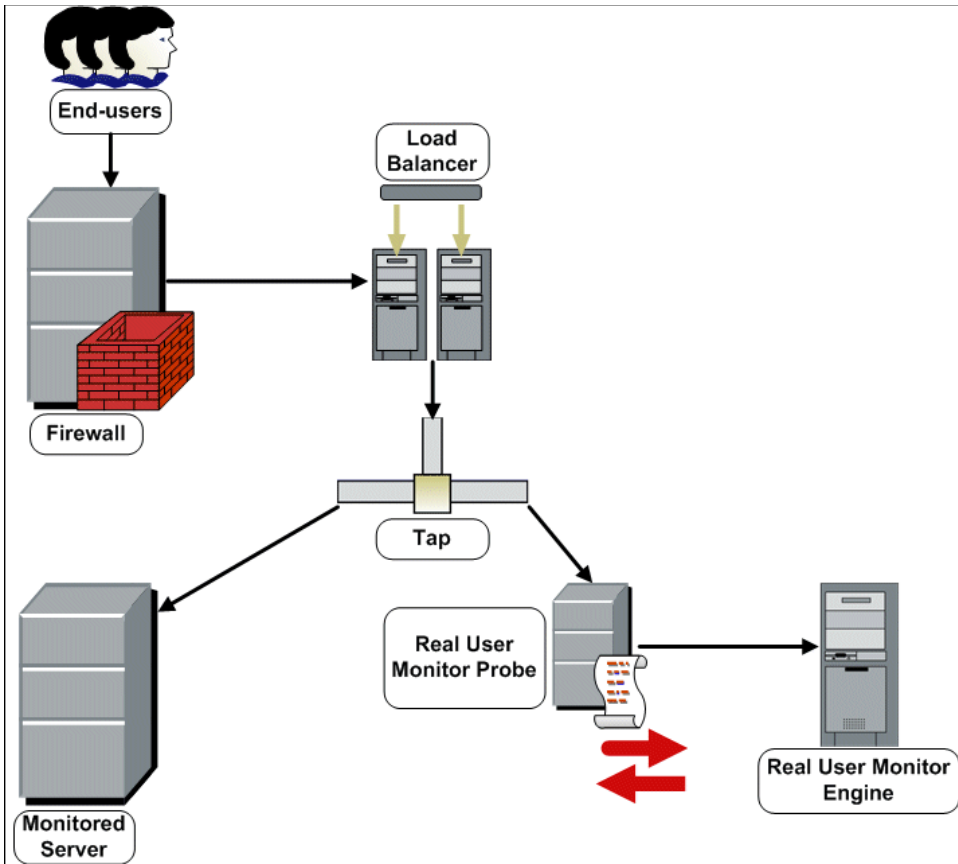 End-users
Load
Balancer
Firewall
Tap
Real User
Monitor Probe
Real User Monitor
Engine
Monitored
Server